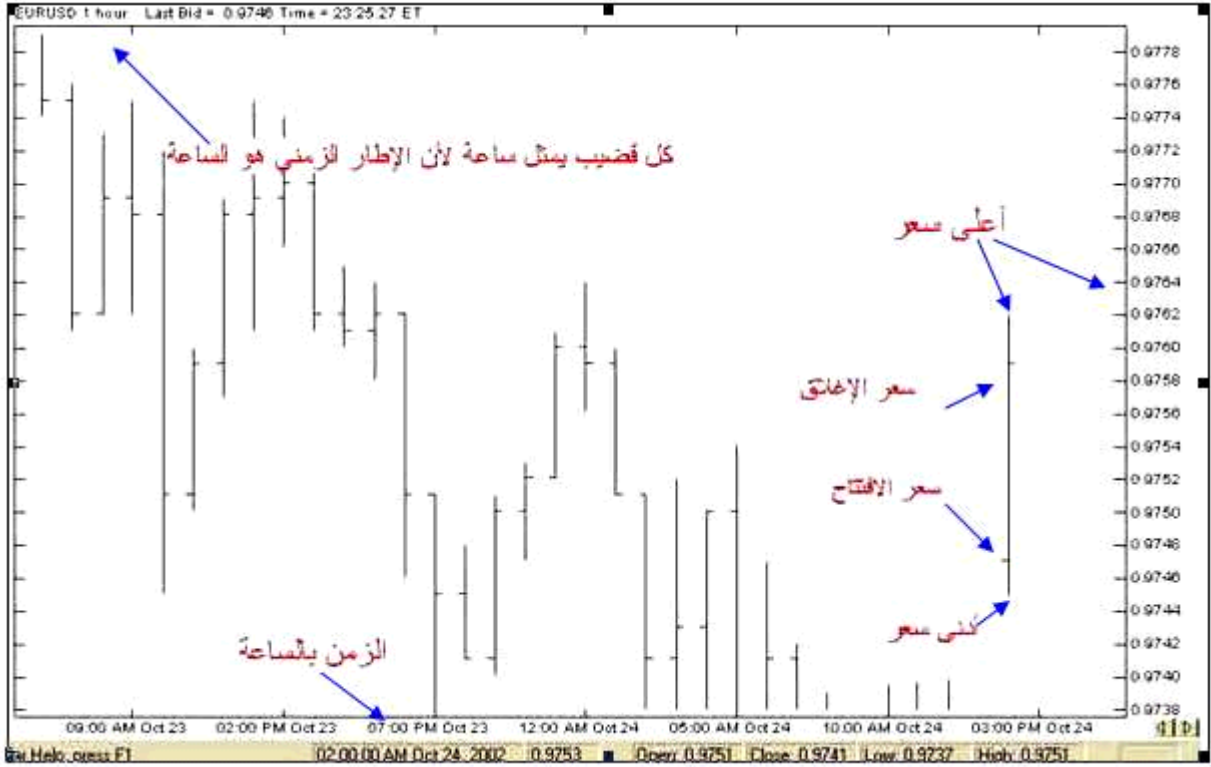 EURUSD 1 hour Last Bid = 0.9746 Time = 23:25:27 ET
كل قضيب يمثل ساعة لأن الإطار الزمني هو الساعة
أعلى سعر
سعر الإغلاق
سعر الافتتاح
أدنى سعر
الزمن بالساعة
0.9778
0.9776
0.9774
0.9772
0.9770
0.9768
0.9766
0.9764
0.9762
0.9760
0.9758
0.9756
0.9754
0.9752
0.9750
0.9748
0.9746
0.9744
0.9742
0.9740
0.9738
09:00 AM Oct 23 02:00 PM Oct 23 07:00 PM Oct 23 12:00 AM Oct 24 05:00 AM Oct 24 10:00 AM Oct 24 03:00 PM Oct 24
Help, press F1 02:00:00 AM Oct 24, 2002 0.9753 Open: 0.9751 Close: 0.9741 Low: 0.9737 High: 0.9751